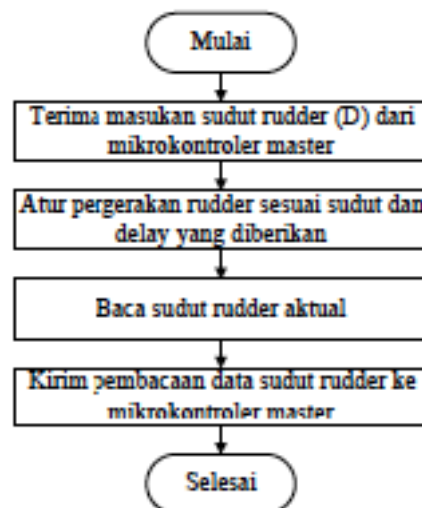 Mulai
Terima masukan sudut rudder (D) dari
mikrokontroler master
Atur pergerakan rudder sesuai sudut dan
delay yang diberikan
Baca sudut rudder aktual
Kirim pembacaan data sudut rudder ke
mikrokontroler master
Selesai